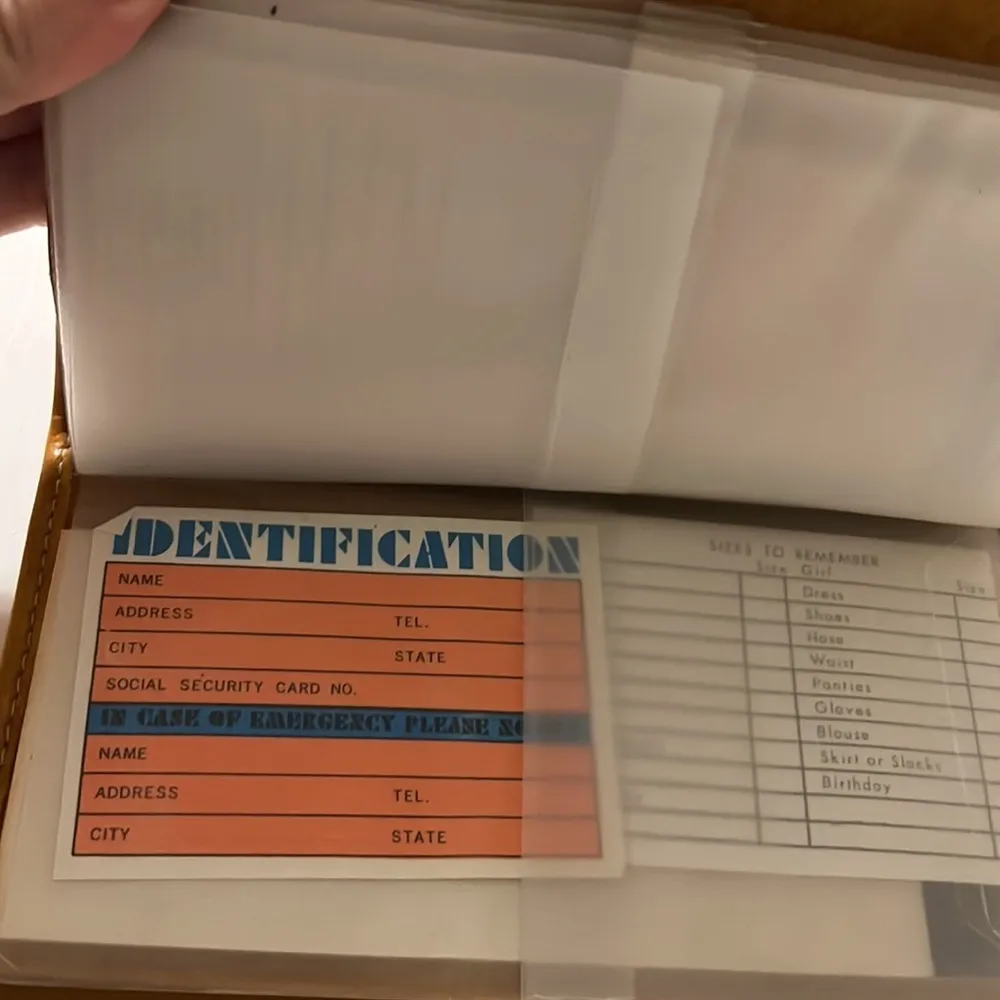 IDENTIFICATION
NAME
ADDRESS TEL.
CITY STATE
SOCIAL SECURITY CARD NO.
IN CASE OF EMERGENCY PLEASE
NAME
ADDRESS TEL.
CITY STATE
SIZES TO REMEMBER
Size Girl Size
Dress
Shoes
Hose
Waist
Panties
Gloves
Blouse
Skirt or Slacks
Birthday